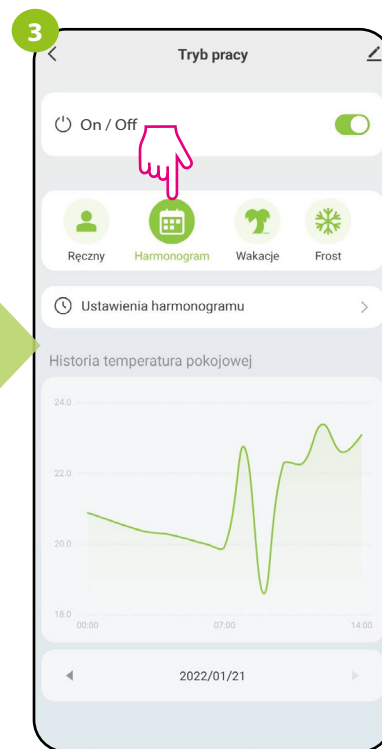 3
Tryb pracy
On / Off
Ręczny Harmonogram Wakacje Frost
Ustawienia harmonogramu
Historia temperatura pokojowej
24.0
22.0
20.0
18.0
00:00 07:00 14:00
2022/01/21